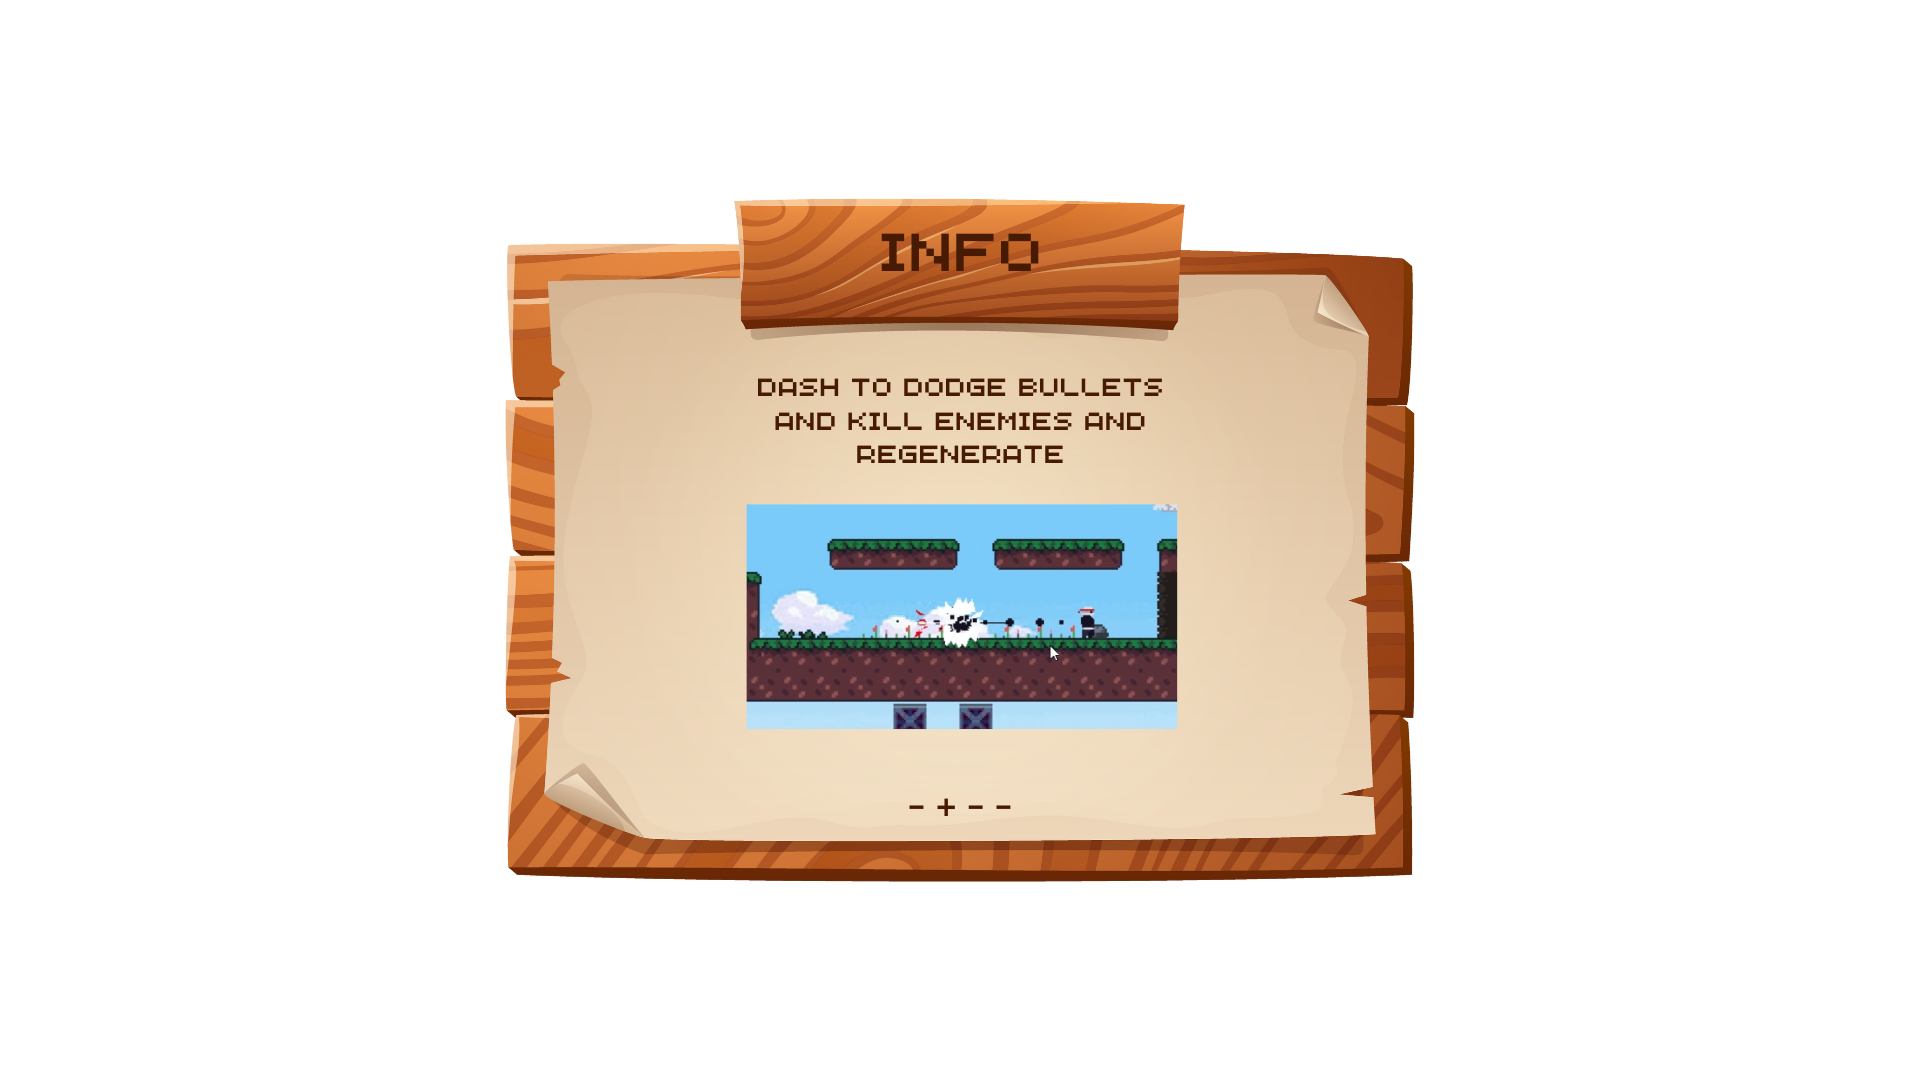 INFO
DASH TO DODGE BULLETS
AND KILL ENEMIES AND
REGENERATE
- + - -